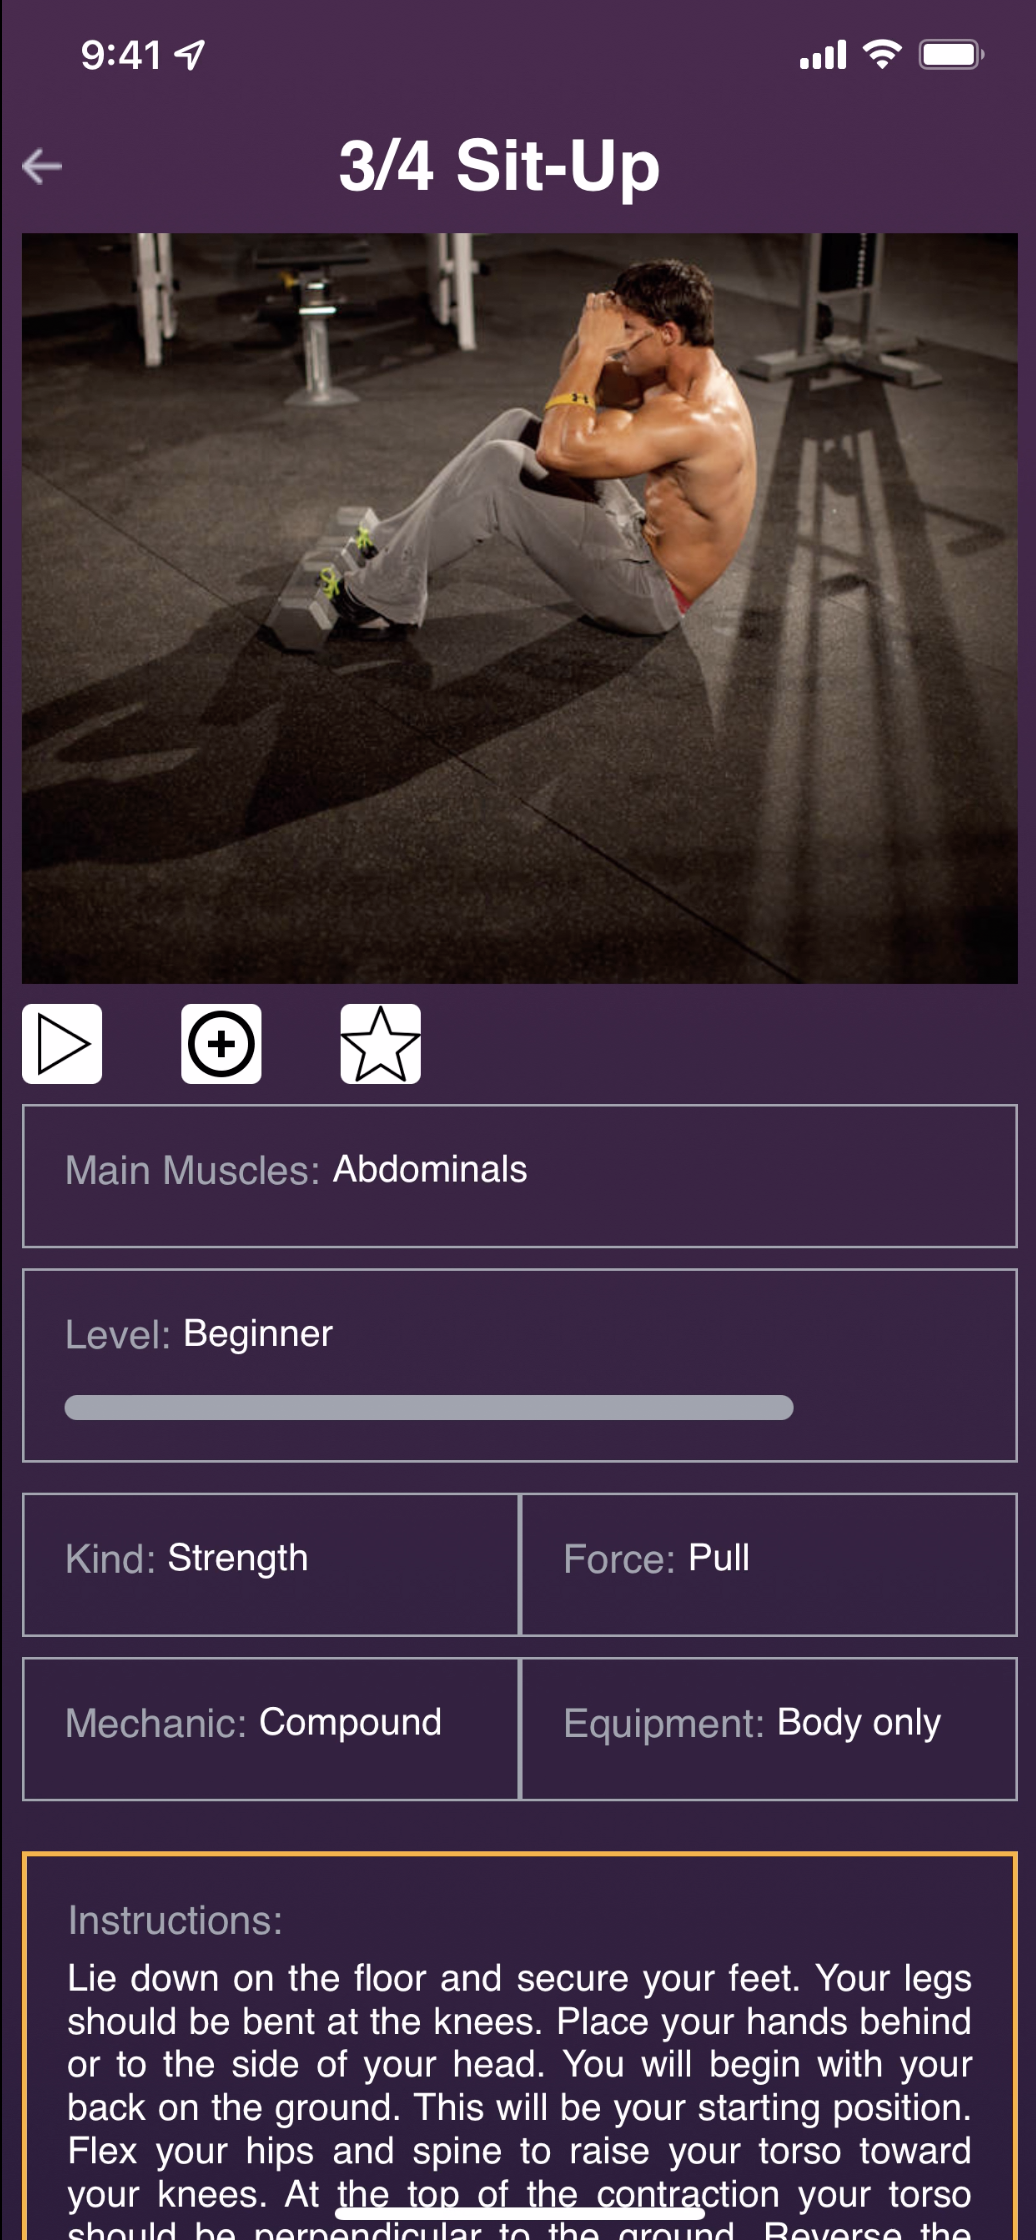 9:41
3/4 Sit-Up
Main Muscles: Abdominals
Level: Beginner
Kind: Strength
Force: Pull
Mechanic: Compound
Equipment: Body only
Instructions:
Lie down on the floor and secure your feet. Your legs
should be bent at the knees. Place your hands behind
or to the side of your head. You will begin with your
back on the ground. This will be your starting position.
Flex your hips and spine to raise your torso toward
your knees. At the top of the contraction your torso
should be perpendicular to the ground. Reverse the